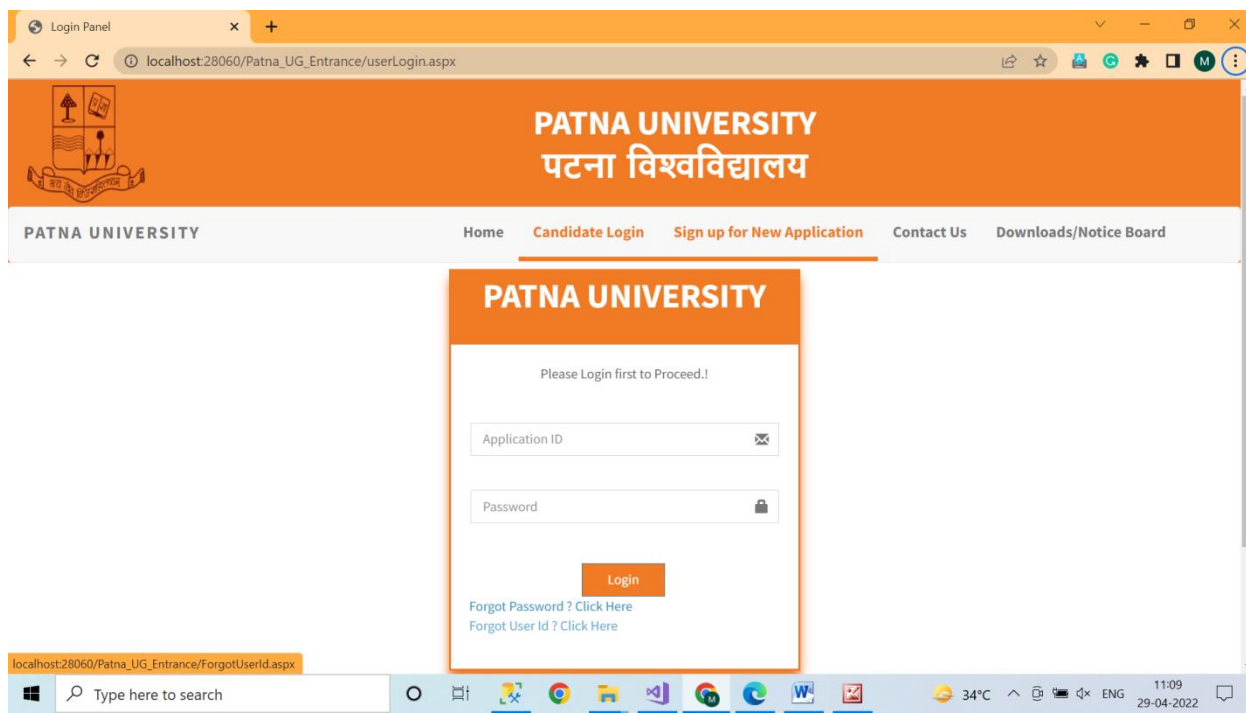 Login Panel
localhost:28060/Patna_UG_Entrance/userLogin.aspx
M
PATNA UNIVERSITY
पटना विश्वविद्यालय
PATNA UNIVERSITY Home Candidate Login Sign up for New Application Contact Us Downloads/Notice Board
PATNA UNIVERSITY
Please Login first to Proceed.!
Application ID
Password
Login
Forgot Password ? Click Here
Forgot User Id ? Click Here
localhost:28060/Patna_UG_Entrance/ForgotUserId.aspx
Type here to search
34°C ENG 11:09
29-04-2022